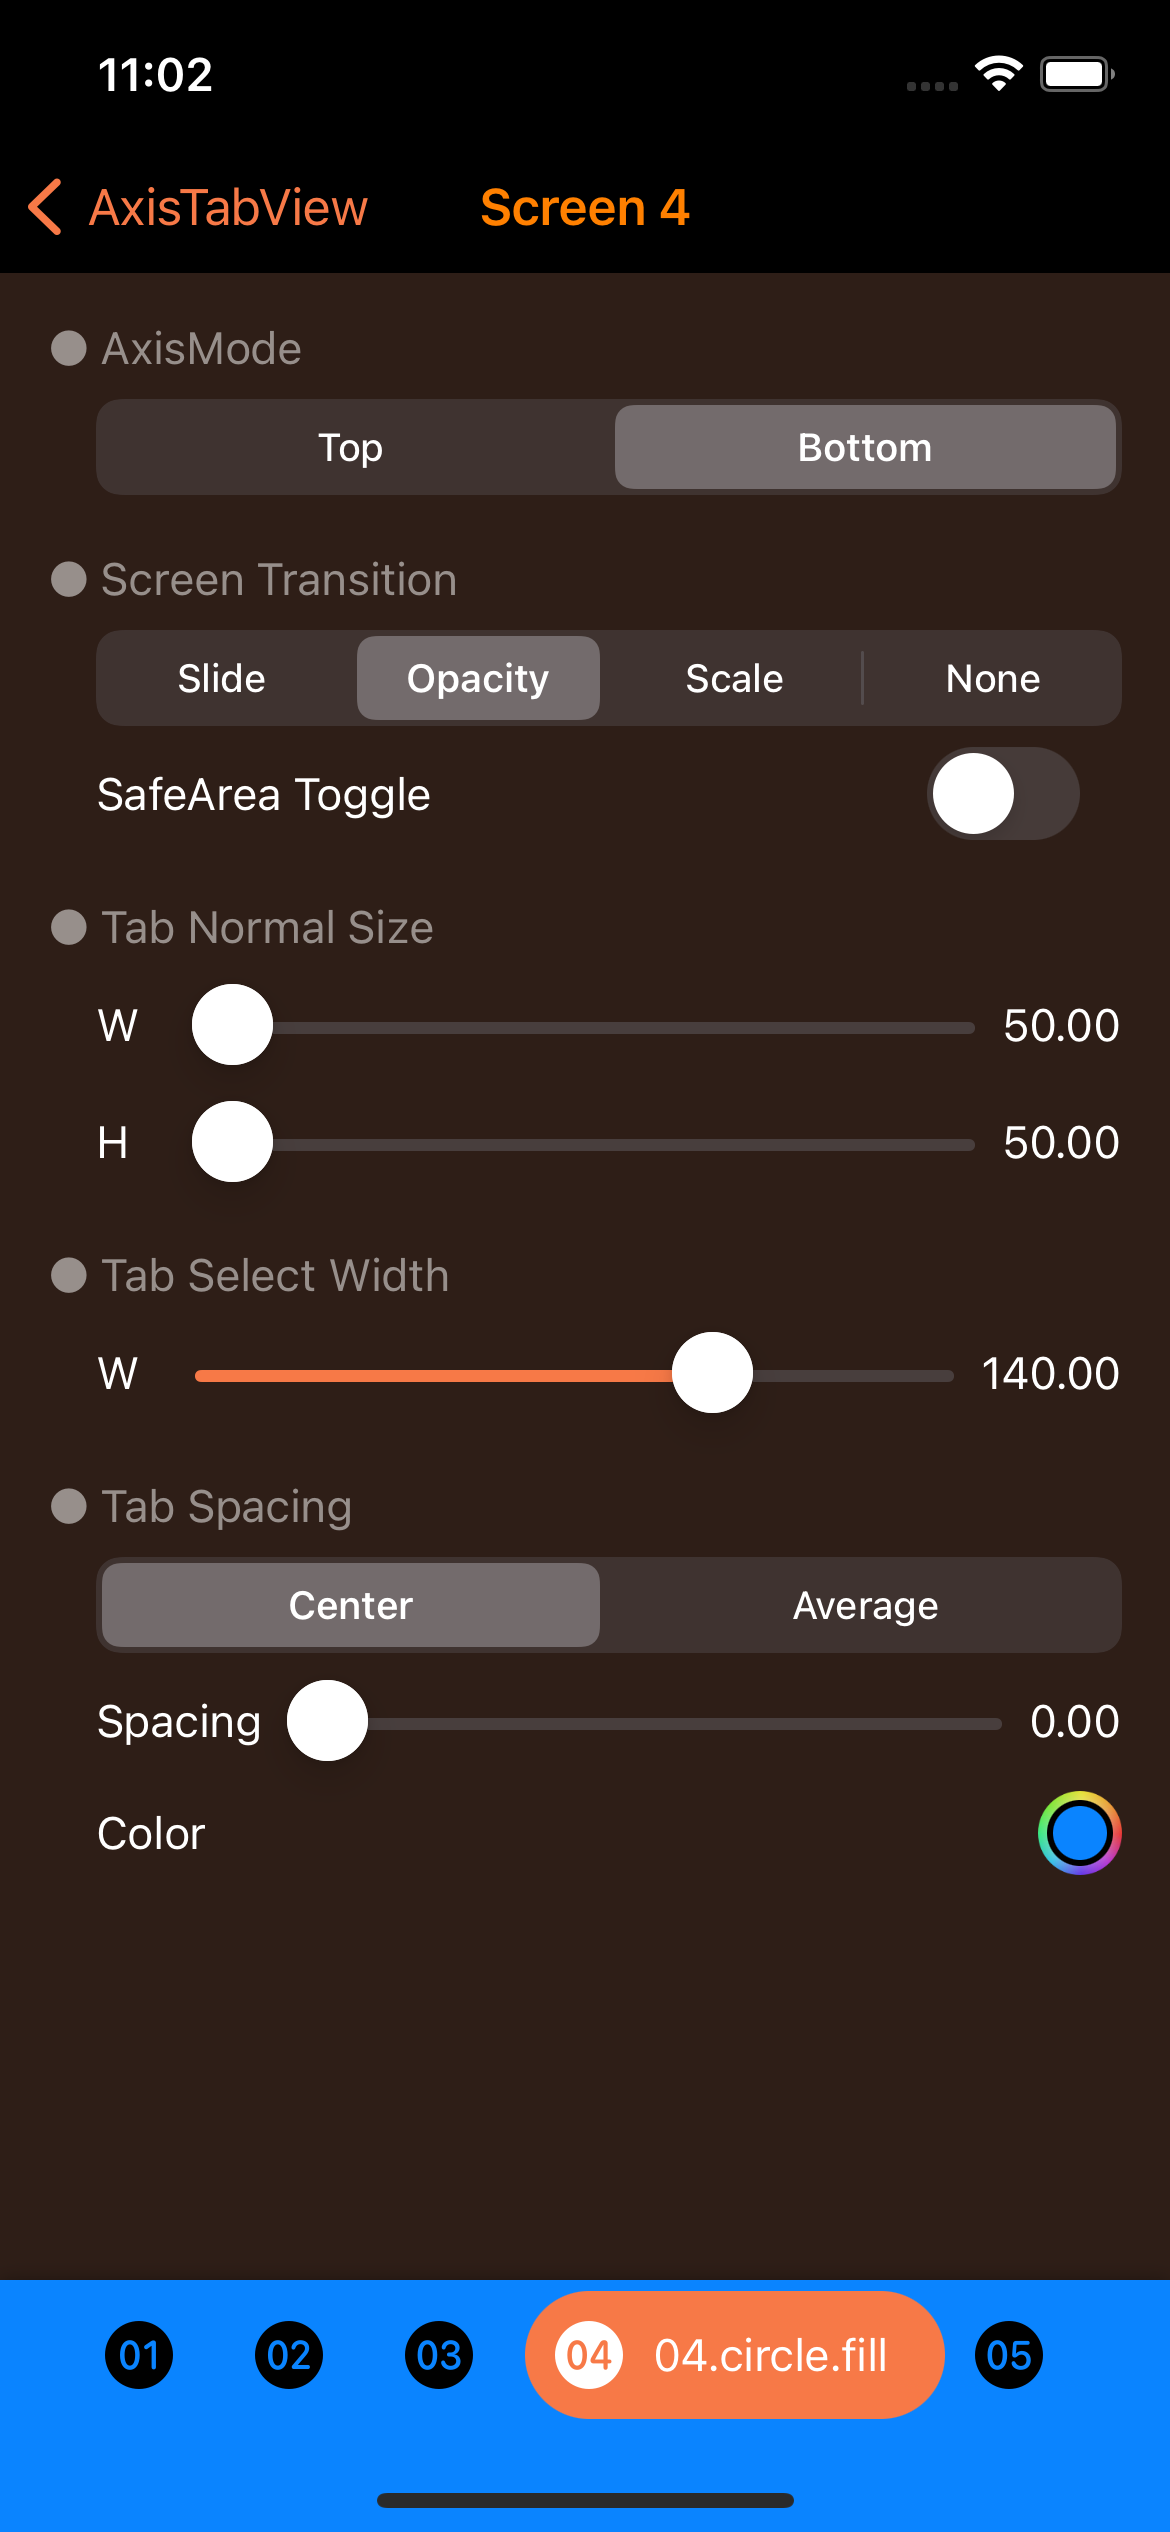 11:02
AxisTabView Screen 4
AxisMode
Top Bottom
Screen Transition
Slide Opacity Scale None
SafeArea Toggle
Tab Normal Size
W 50.00
H 50.00
Tab Select Width
W 140.00
Tab Spacing
Center Average
Spacing 0.00
Color
01 02 03 04 04.circle.fill 05